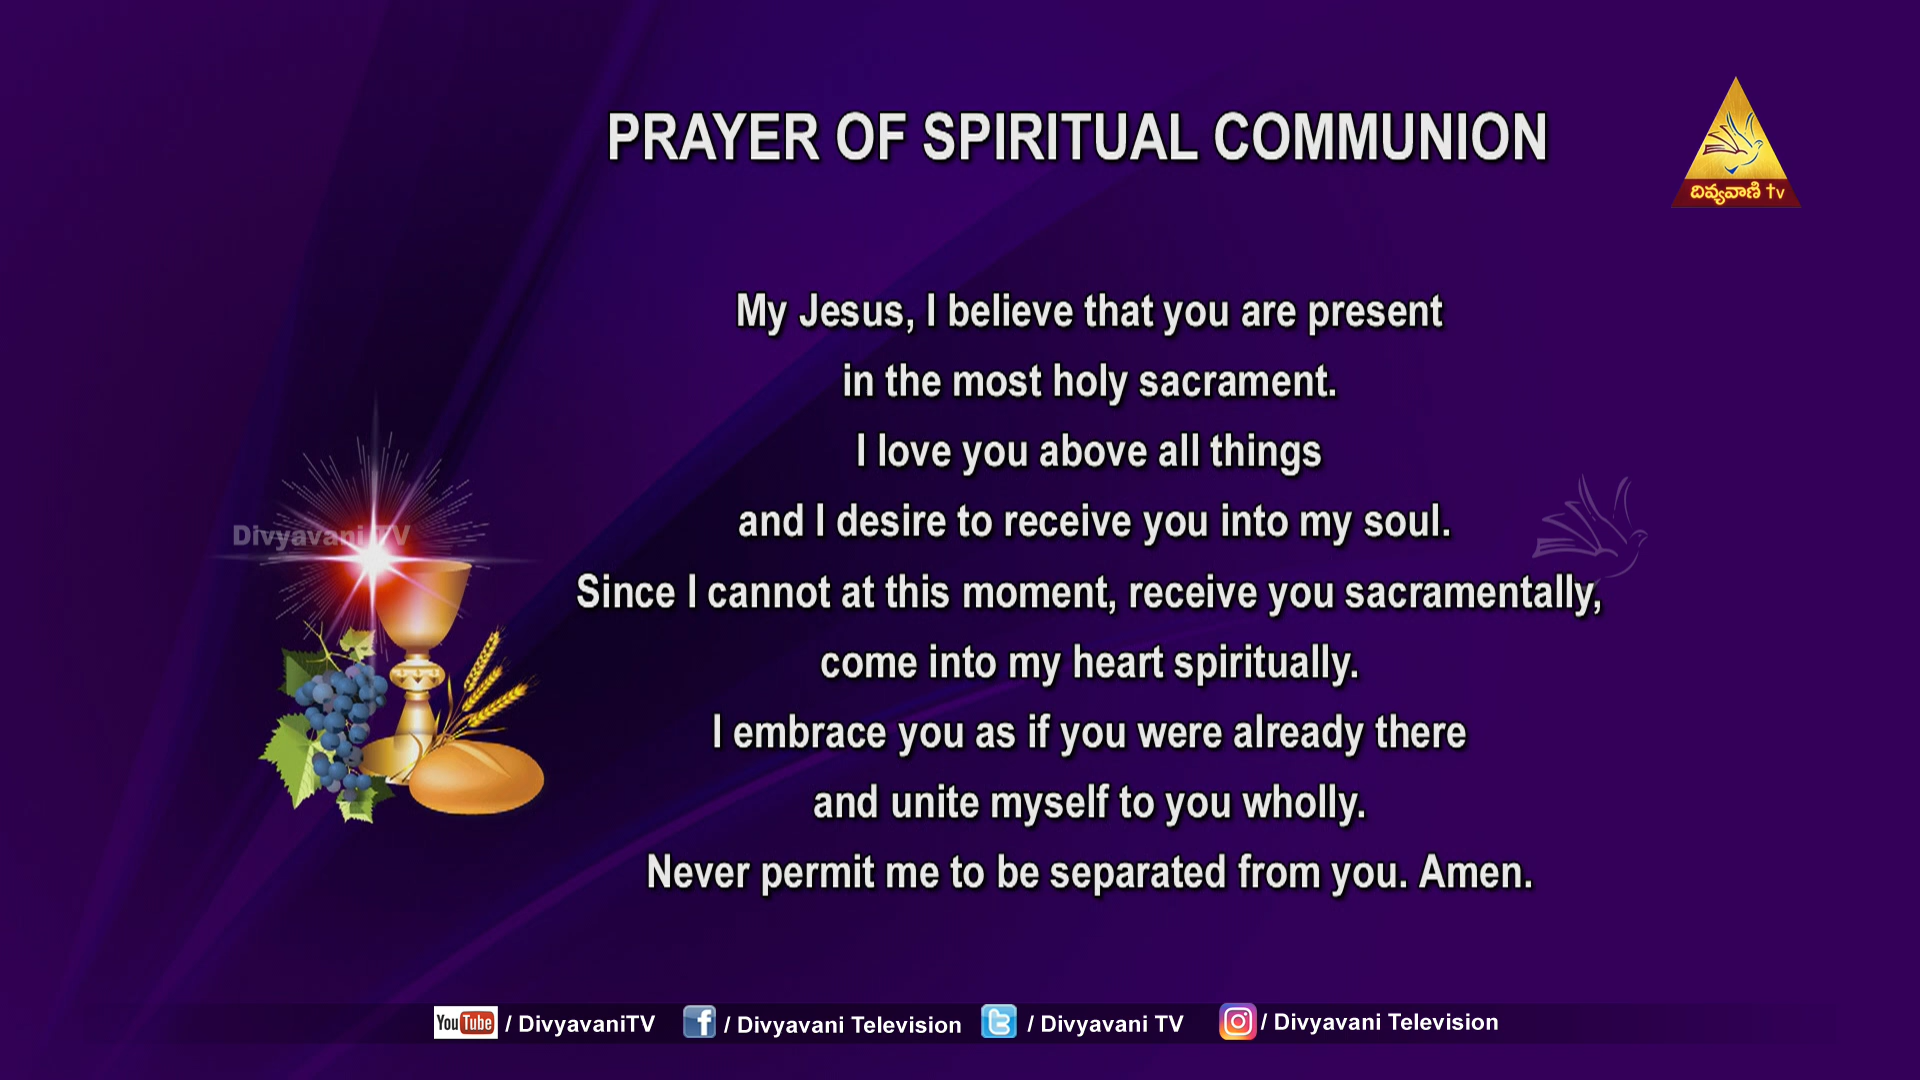 PRAYER OF SPIRITUAL COMMUNION
దివ్యవాణి tv
My Jesus, I believe that you are present
in the most holy sacrament.
I love you above all things
and I desire to receive you into my soul.
Divyavani TV
Since I cannot at this moment, receive you sacramentally,
come into my heart spiritually.
I embrace you as if you were already there
and unite myself to you wholly.
Never permit me to be separated from you. Amen.
YouTube / DivyavaniTV f / Divyavani Television / Divyavani TV / Divyavani Television